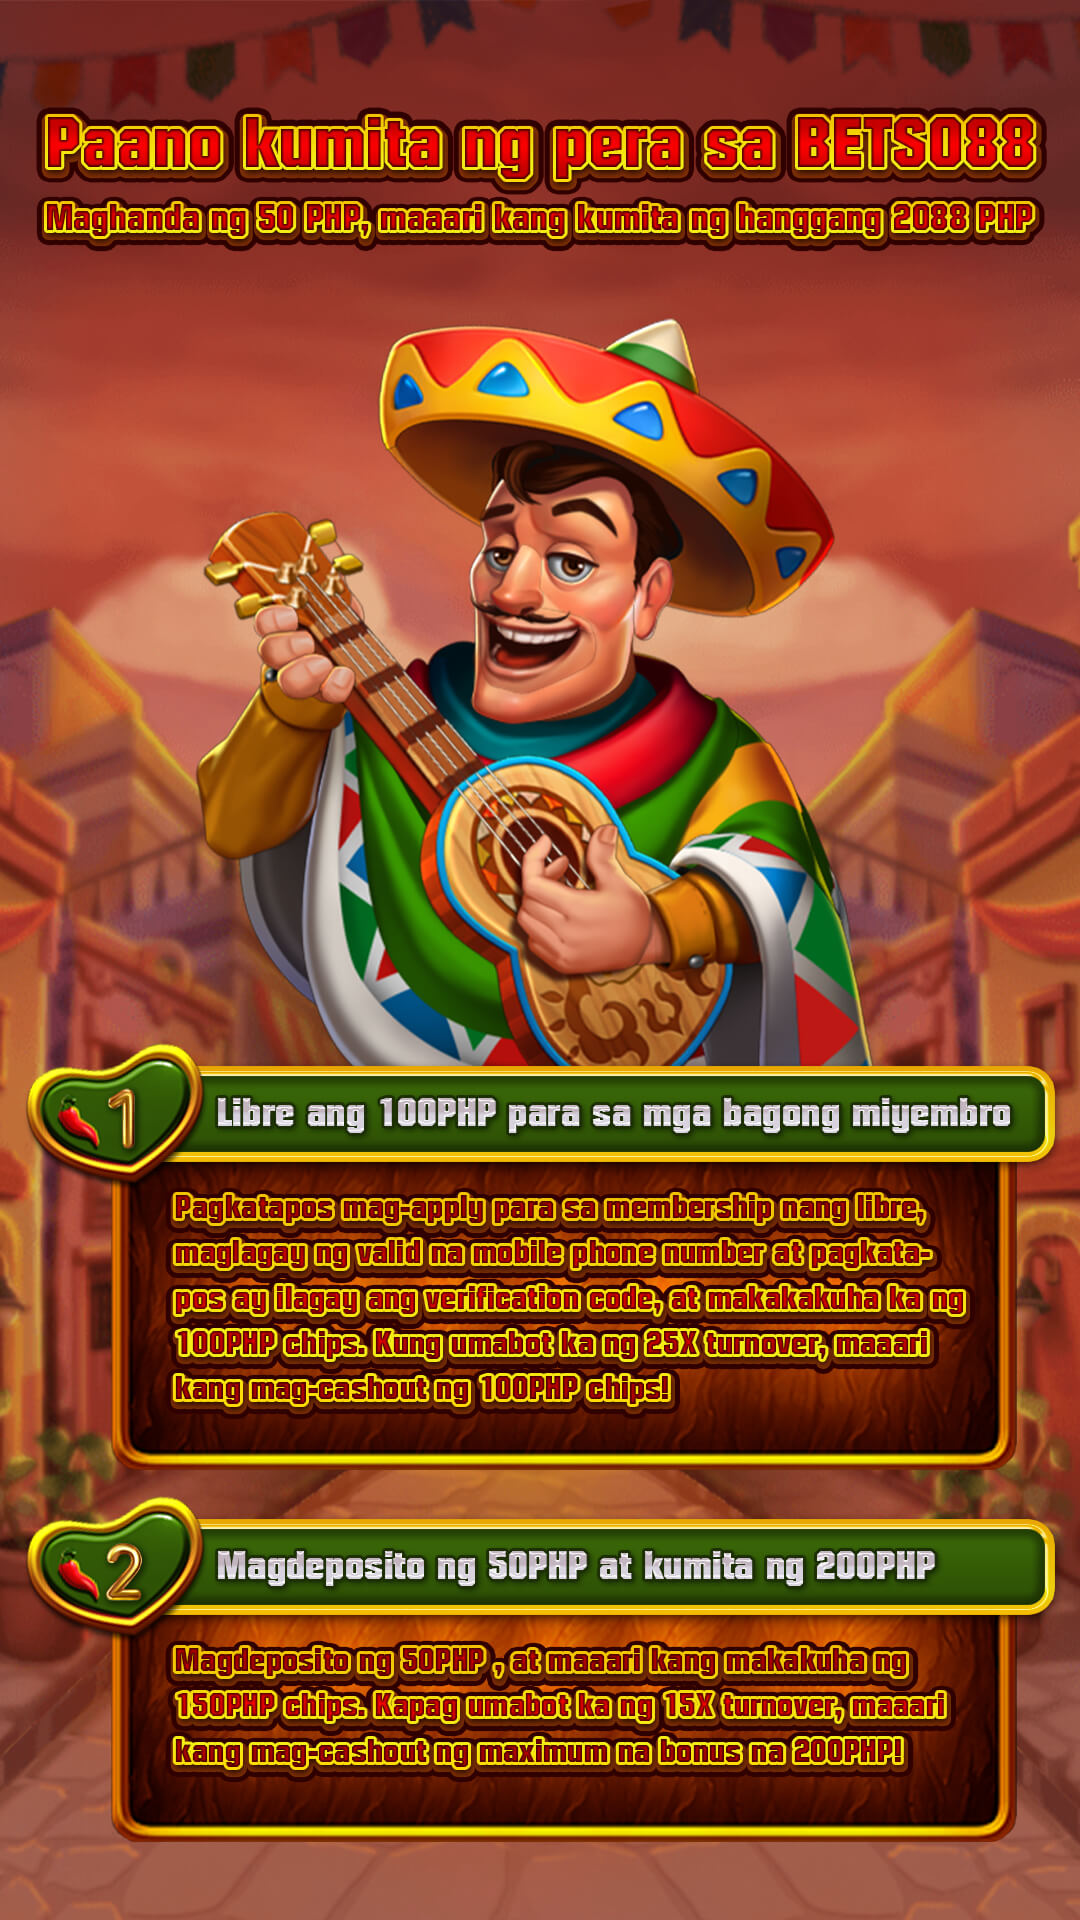 Paano kumita ng pera sa BETSO88
Maghanda ng 50 PHP, maaari kang kumita ng hanggang 2088 PHP
1
Libre ang 100PHP para sa mga bagong miyembro
Pagkatapos mag-apply para sa membership nang libre,
maglagay ng valid na mobile phone number at pagkata-
pos ay ilagay ang verification code, at makakakuha ka ng
100PHP chips. Kung umabot ka ng 25X turnover, maaari
kang mag-cashout ng 100PHP chips!
2
Magdeposito ng 50PHP at kumita ng 200PHP
Magdeposito ng 50PHP , at maaari kang makakuha ng
150PHP chips. Kapag umabot ka ng 15X turnover, maaari
kang mag-cashout ng maximum na bonus na 200PHP!